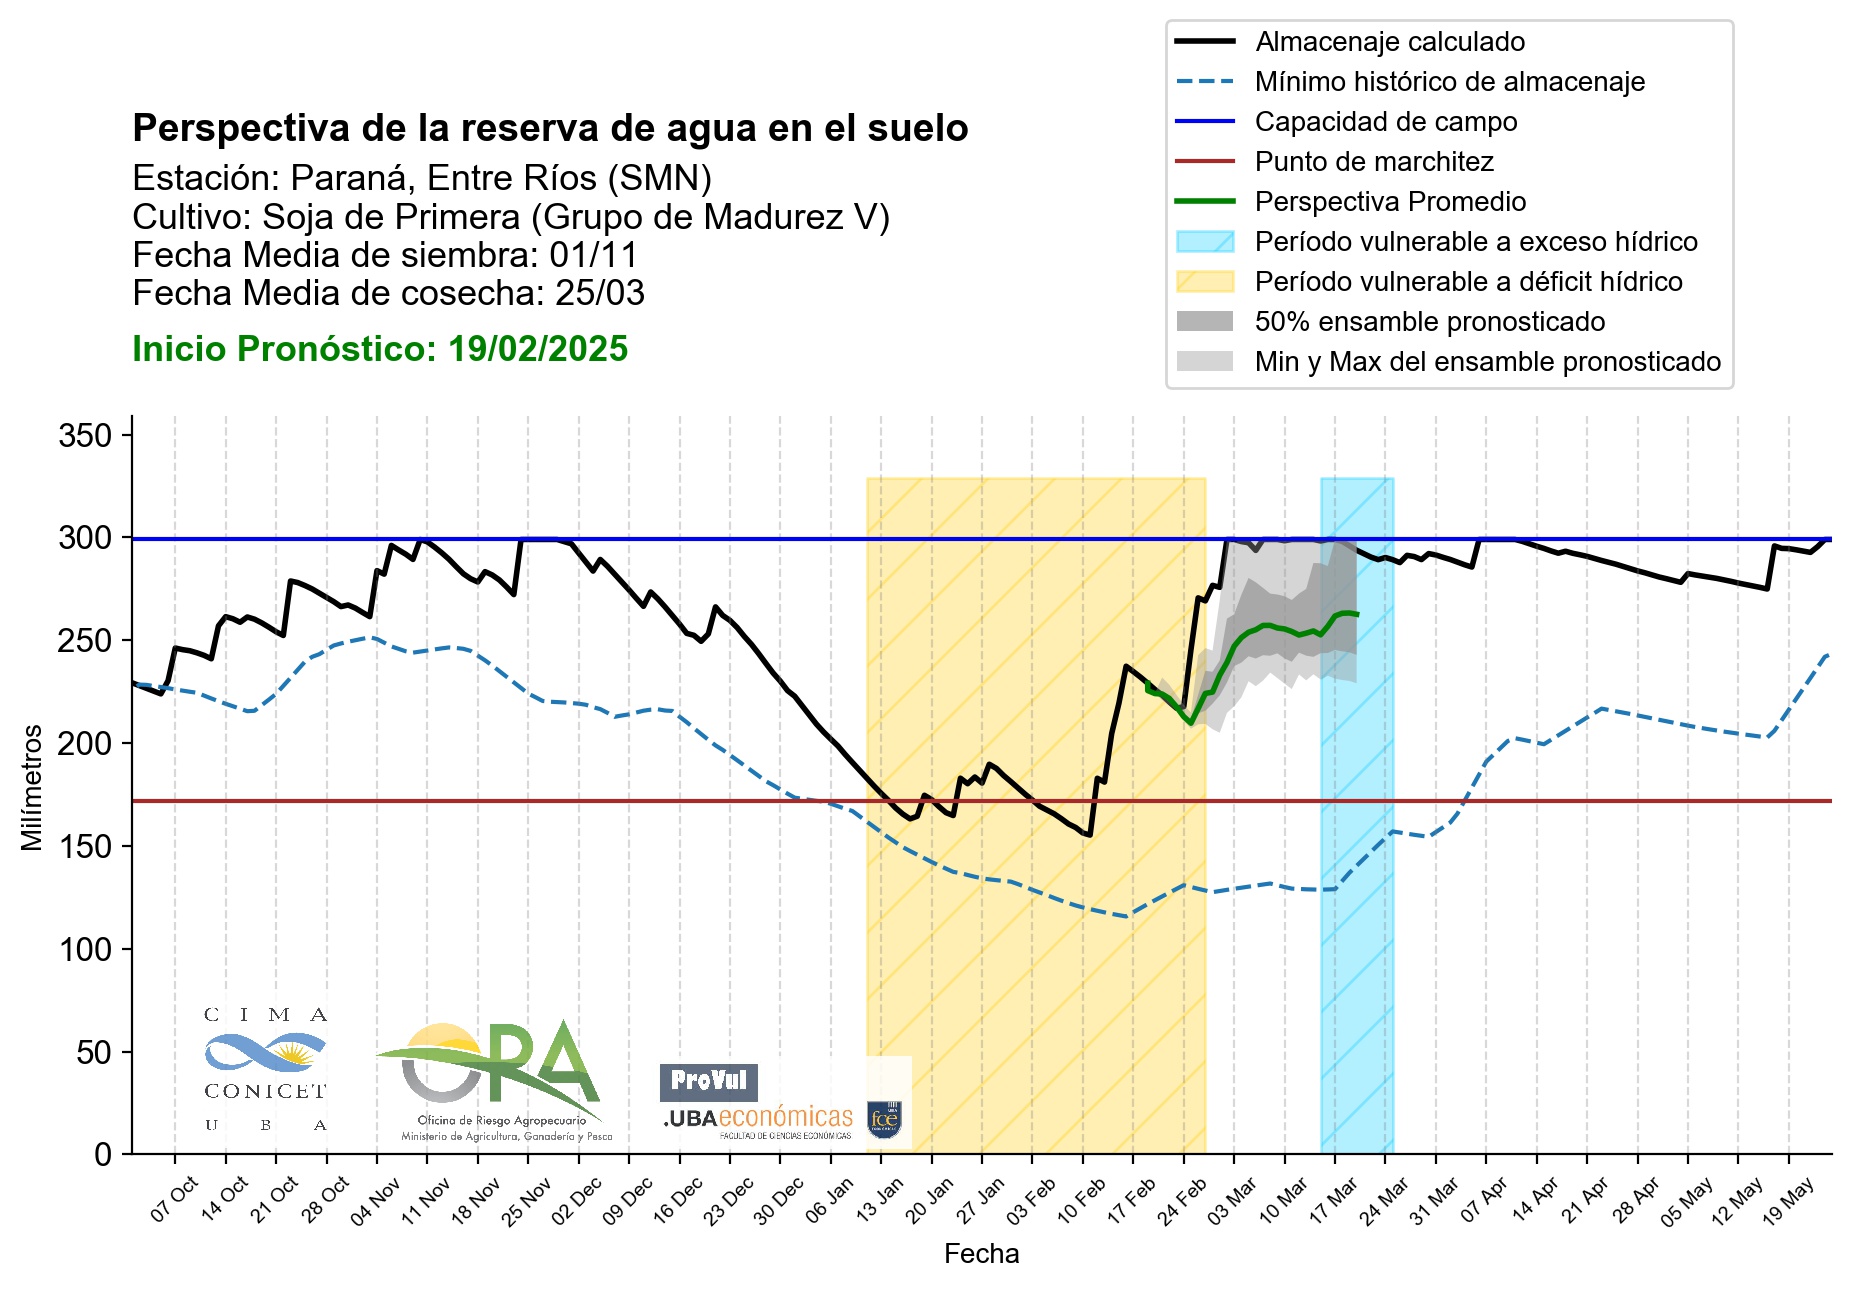 Almacenaje calculado
Mínimo histórico de almacenaje
Capacidad de campo
Punto de marchitez
Perspectiva Promedio
Período vulnerable a exceso hídrico
Período vulnerable a déficit hídrico
50% ensamble pronosticado
Min y Max del ensamble pronosticado
Perspectiva de la reserva de agua en el suelo
Estación: Paraná, Entre Ríos (SMN)
Cultivo: Soja de Primera (Grupo de Madurez V)
Fecha Media de siembra: 01/11
Fecha Media de cosecha: 25/03
Inicio Pronóstico: 19/02/2025
Milímetros
350
300
250
200
150
100
50
0
C I M A
CONICET
U B A
ORA
Oficina de Riesgo Agropecuario
Ministerio de Agricultura, Ganadería y Pesca
ProVul
.UBAeconómicas
FACULTAD DE CIENCIAS ECONÓMICAS
UBA
fce
07 Oct
14 Oct
21 Oct
28 Oct
04 Nov
11 Nov
18 Nov
25 Nov
02 Dec
09 Dec
16 Dec
23 Dec
30 Dec
06 Jan
13 Jan
20 Jan
27 Jan
03 Feb
10 Feb
17 Feb
24 Feb
03 Mar
10 Mar
17 Mar
24 Mar
31 Mar
07 Apr
14 Apr
21 Apr
28 Apr
05 May
12 May
19 May
Fecha